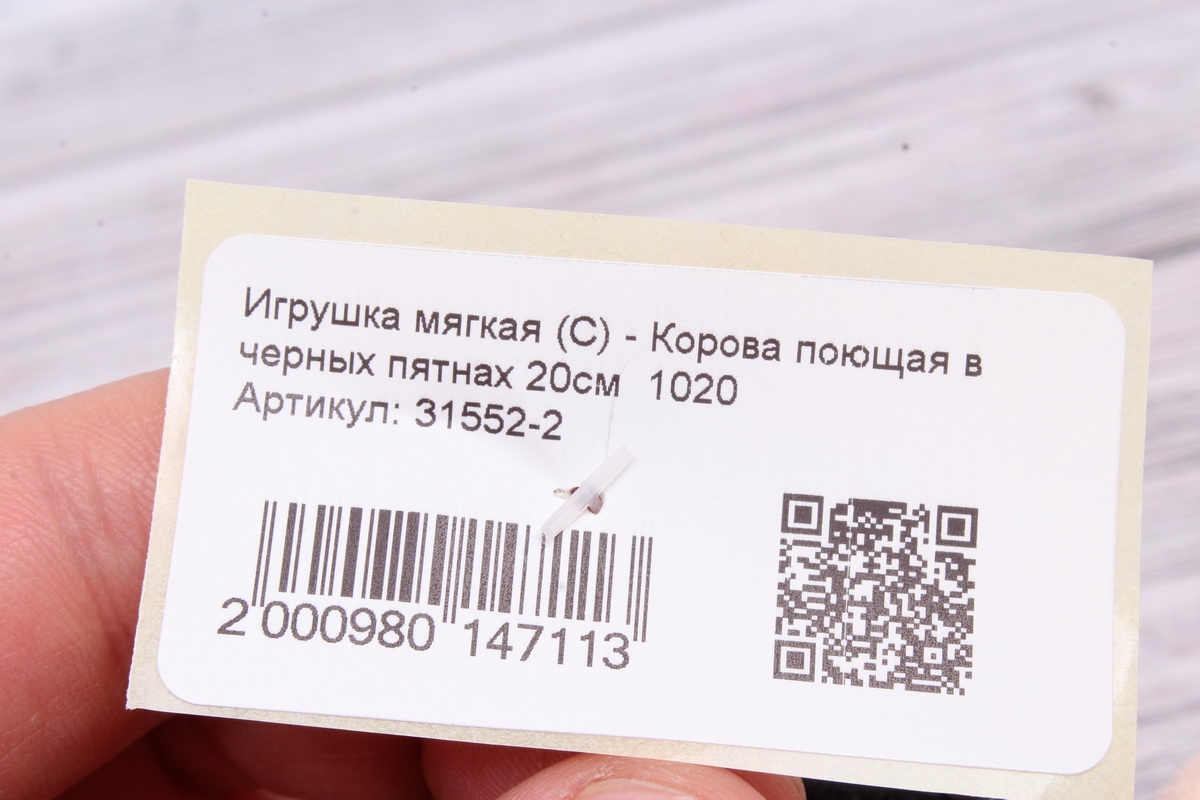 Игрушка мягкая (С) - Корова поющая в
черных пятнах 20см  1020
Артикул: 31552-2
2 000980 147113